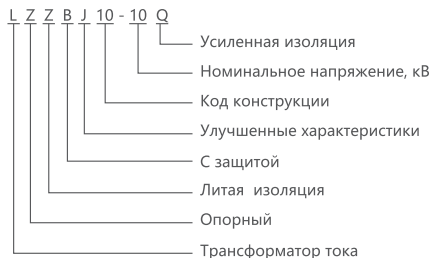 L Z Z B J 10 - 10 Q
Усиленная изоляция
Номинальное напряжение, кВ
Код конструкции
Улучшенные характеристики
С защитой
Литая изоляция
Опорный
Трансформатор тока